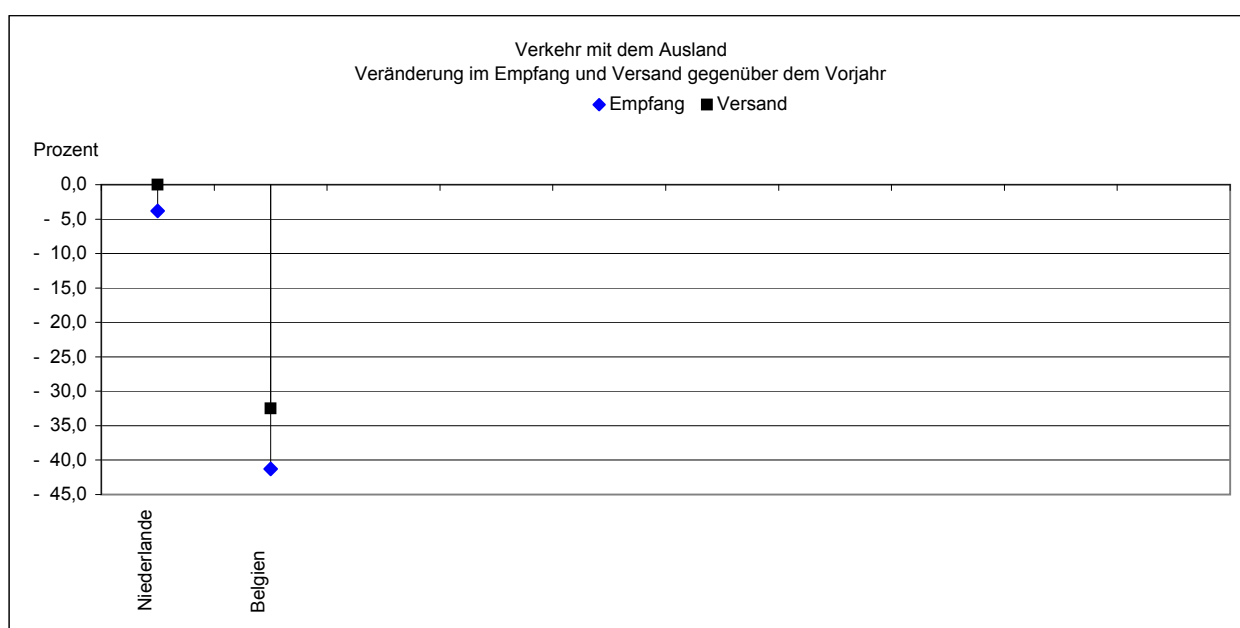 Verkehr mit dem Ausland
Veränderung im Empfang und Versand gegenüber dem Vorjahr
Empfang Versand
Prozent
0,0
- 5,0
- 10,0
- 15,0
- 20,0
- 25,0
- 30,0
- 35,0
- 40,0
- 45,0
Niederlande
Belgien